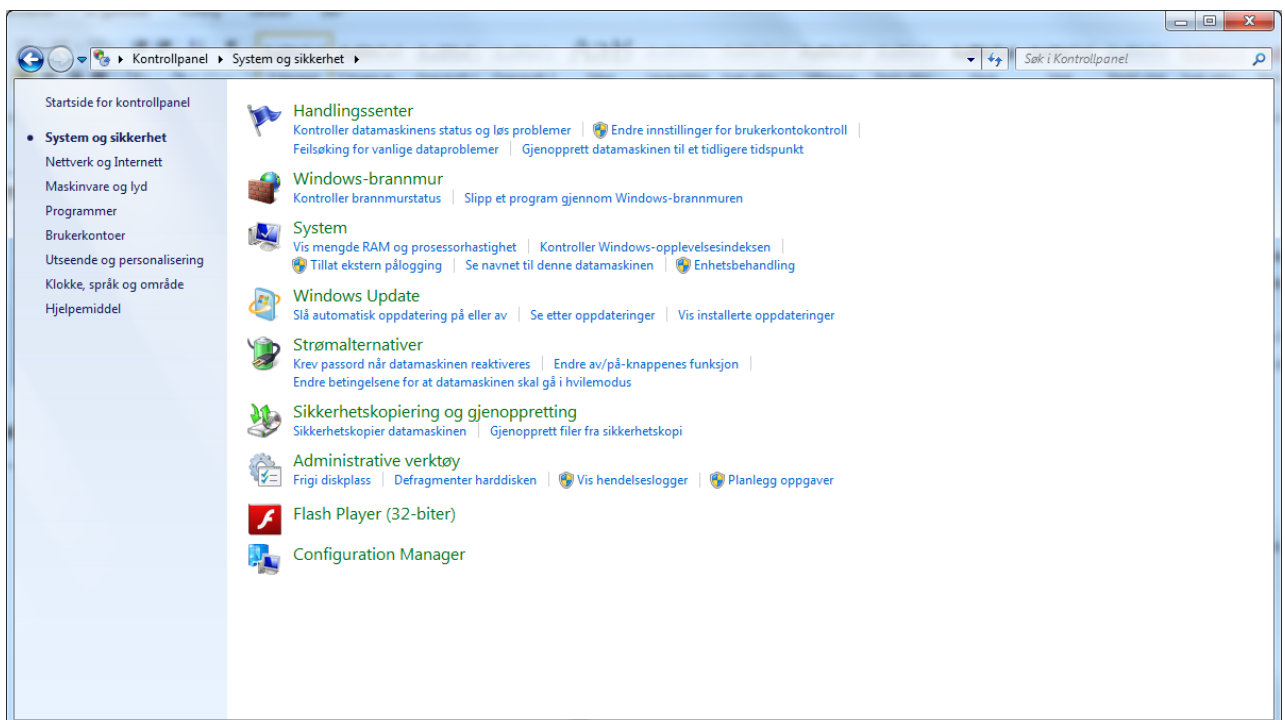 Kontrollpanel System og sikkerhet
Søk i Kontrollpanel
Startside for kontrollpanel
System og sikkerhet
Nettverk og Internett
Maskinvare og lyd
Programmer
Brukerkontoer
Utseende og personalisering
Klokke, språk og område
Hjelpemiddel
Handlingssenter
Kontroller datamaskinens status og løs problemer Endre innstillinger for brukerkontokontroll
Feilsøking for vanlige dataproblemer Gjenopprett datamaskinen til et tidligere tidspunkt
Windows-brannmur
Kontroller brannmurstatus Slipp et program gjennom Windows-brannmuren
System
Vis mengde RAM og prosessorhastighet Kontroller Windows-opplevelsesindeksen
Tillat ekstern pålogging Se navnet til denne datamaskinen Enhetsbehandling
Windows Update
Slå automatisk oppdatering på eller av Se etter oppdateringer Vis installerte oppdateringer
Strømalternativer
Krev passord når datamaskinen reaktiveres Endre av/på-knappenes funksjon
Endre betingelsene for at datamaskinen skal gå i hvilemodus
Sikkerhetskopiering og gjenoppretting
Sikkerhetskopier datamaskinen Gjenopprett filer fra sikkerhetskopi
Administrative verktøy
Frigi diskplass Defragmenter harddisken Vis hendelseslogger Planlegg oppgaver
Flash Player (32-biter)
Configuration Manager